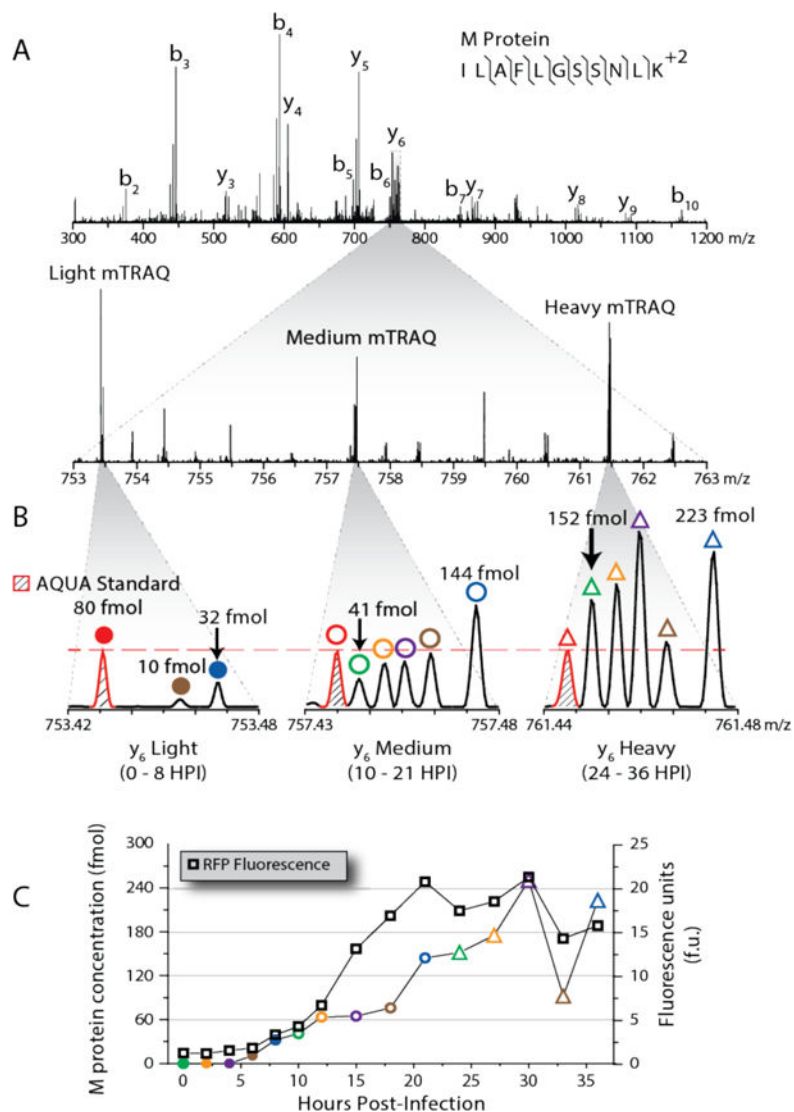 A
M Protein
I L A F L G S S N L K+2
b2
b3
y3
b4
y4
b5
y5
b6
y6
b7
y7
y8
y9
b10
300 400 500 600 700 800 900 1000 1100 1200 m/z
Light mTRAQ
Medium mTRAQ
Heavy mTRAQ
753 754 755 756 757 758 759 760 761 762 763 m/z
B
AQUA Standard
80 fmol
10 fmol
32 fmol
41 fmol
144 fmol
152 fmol
223 fmol
753.42 753.48
757.43 757.48
761.44 761.48 m/z
y6 Light
(0 - 8 HPI)
y6 Medium
(10 - 21 HPI)
y6 Heavy
(24 - 36 HPI)
C
M protein concentration (fmol)
300
240
180
120
60
0
RFP Fluorescence
25
20
15
10
5
0
Fluorescence units
(f.u.)
0 5 10 15 20 25 30 35
Hours Post-Infection